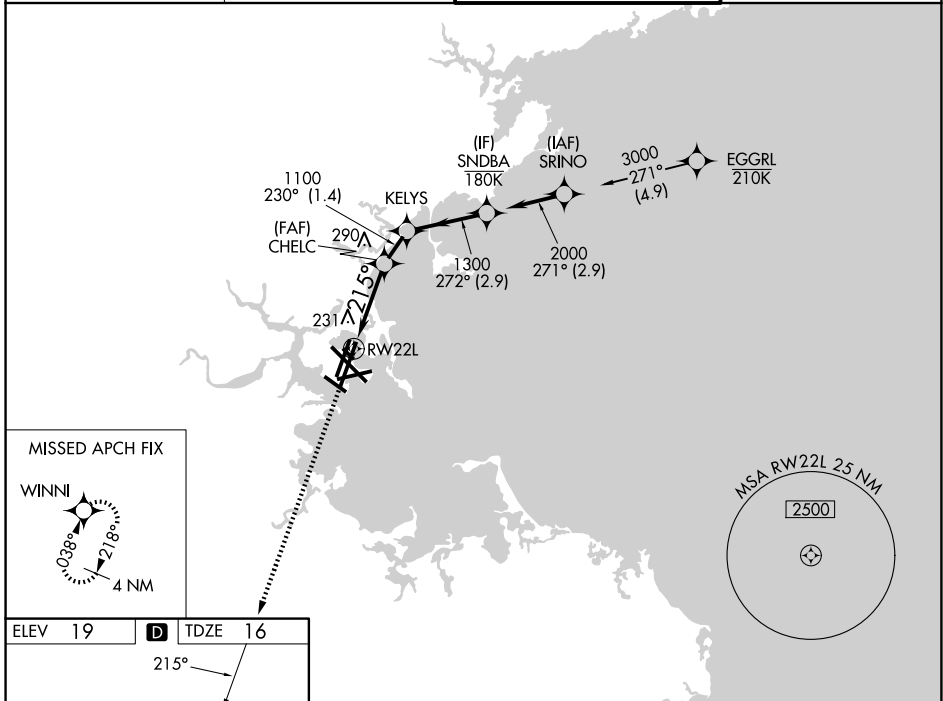 (IF)
SNDBA
180K
(IAF)
SRINO
3000
271°
(4.9)
EGGRL
210K
1100
230° (1.4)
KELYS
(FAF)
CHELC
290
1300
272° (2.9)
2000
271° (2.9)
215°
231
RW22L
MISSED APCH FIX
WINNI
038°
218°
4 NM
MSA RW22L 25 NM
2500
ELEV 19
D
TDZE 16
215°